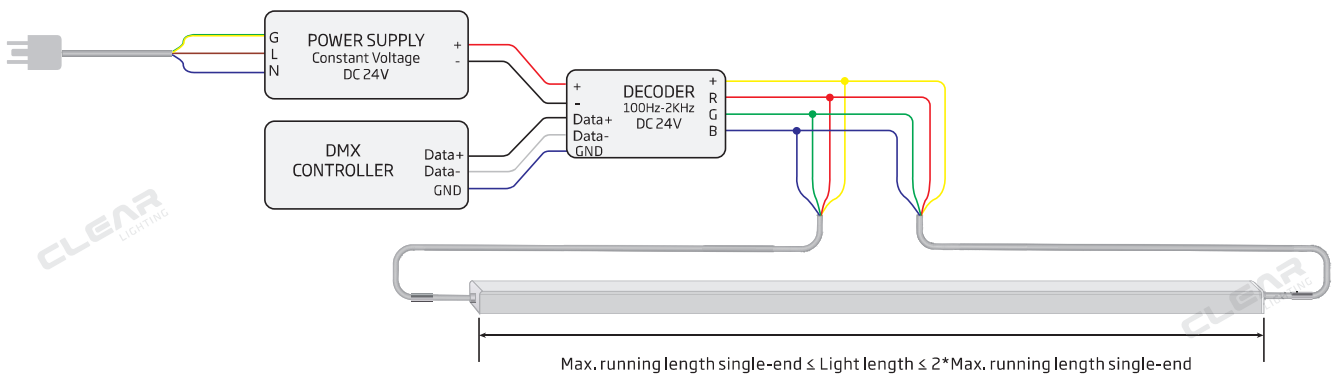 G
L
N
POWER SUPPLY
Constant Voltage
DC 24V
+
-
DMX
CONTROLLER
Data+
Data-
GND
+
-
Data+
Data-
GND
DECODER
100Hz-2KHz
DC 24V
+
R
G
B
CLEAR
LIGHTING
CLEAR
LIGHTING
Max. running length single-end ≤ Light length ≤ 2*Max. running length single-end